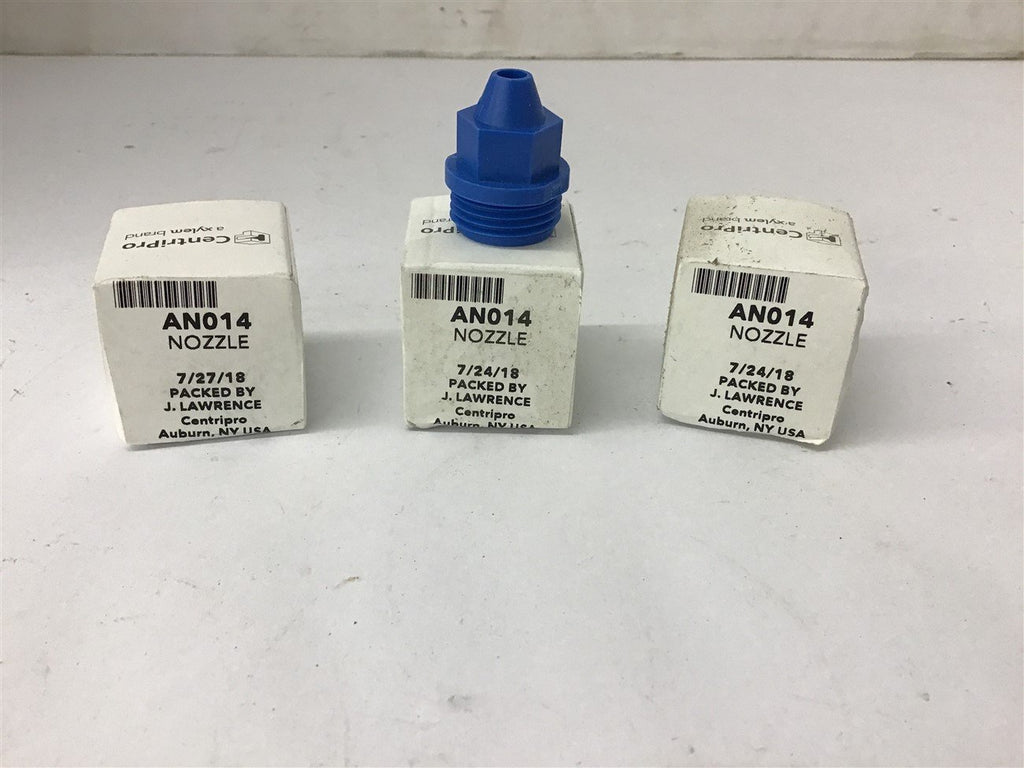 CentriPro
a xylem brand
AN014
NOZZLE
7/27/18
PACKED BY
J. LAWRENCE
Centripro
Auburn, NY USA
brand
AN014
NOZZLE
7/24/18
PACKED BY
J. LAWRENCE
Centripro
Auburn, NY USA
CentriPro
a xylem brand
AN014
NOZZLE
7/24/18
PACKED BY
J. LAWRENCE
Centripro
Auburn, NY USA